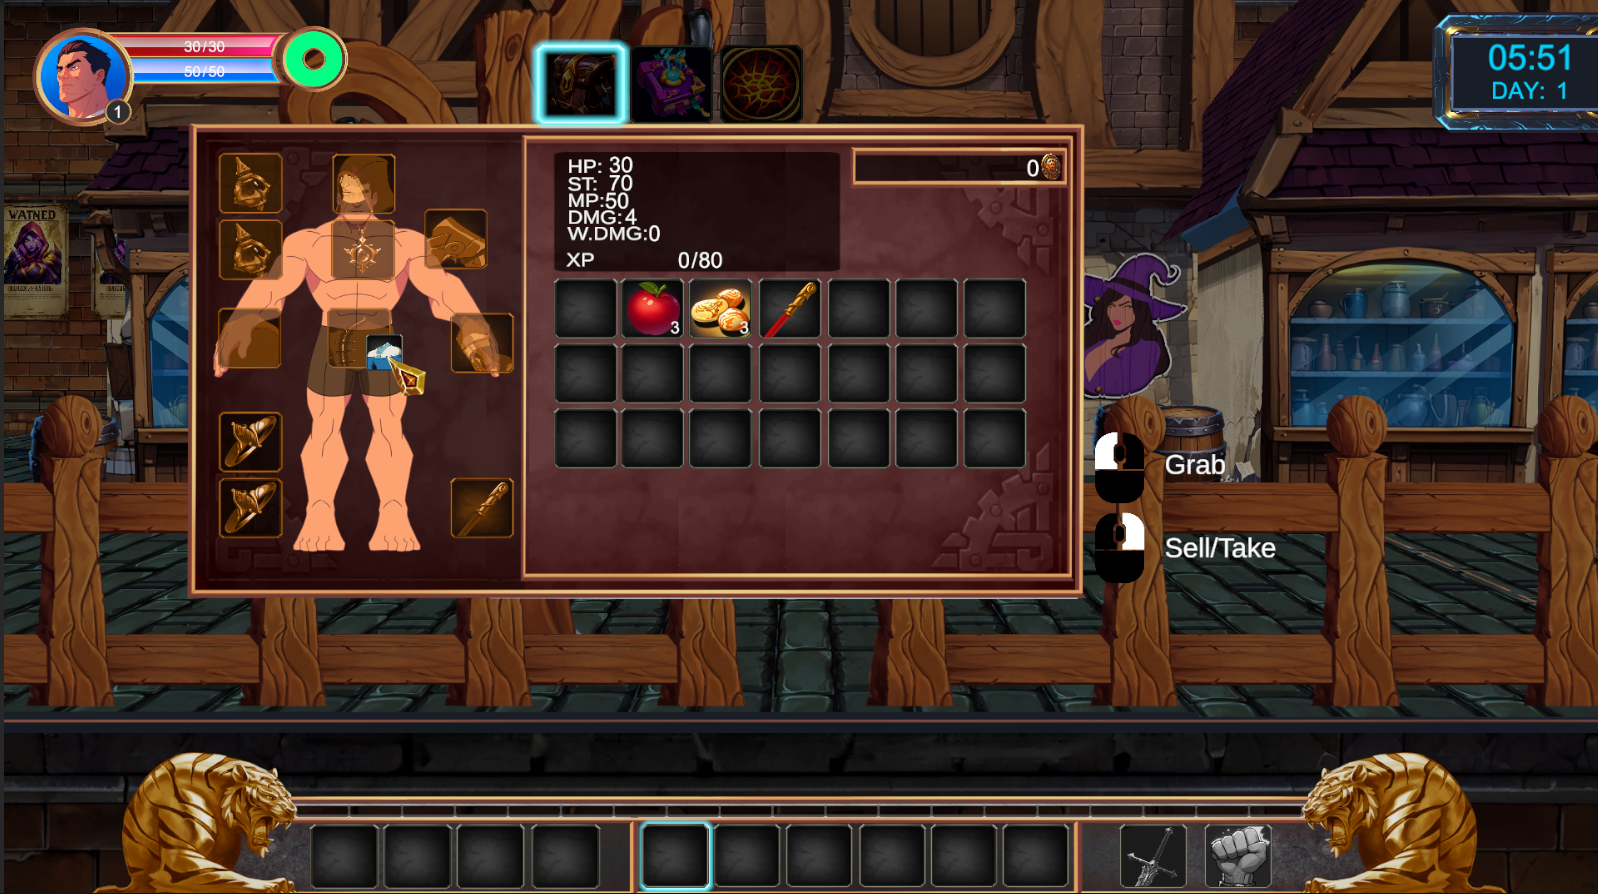 30/30
50/50
1
05:51
DAY: 1
WATNED
HP: 30
ST: 70
MP:50
DMG:4
W.DMG:0
XP 0/80
0
3
3
Grab
Sell/Take